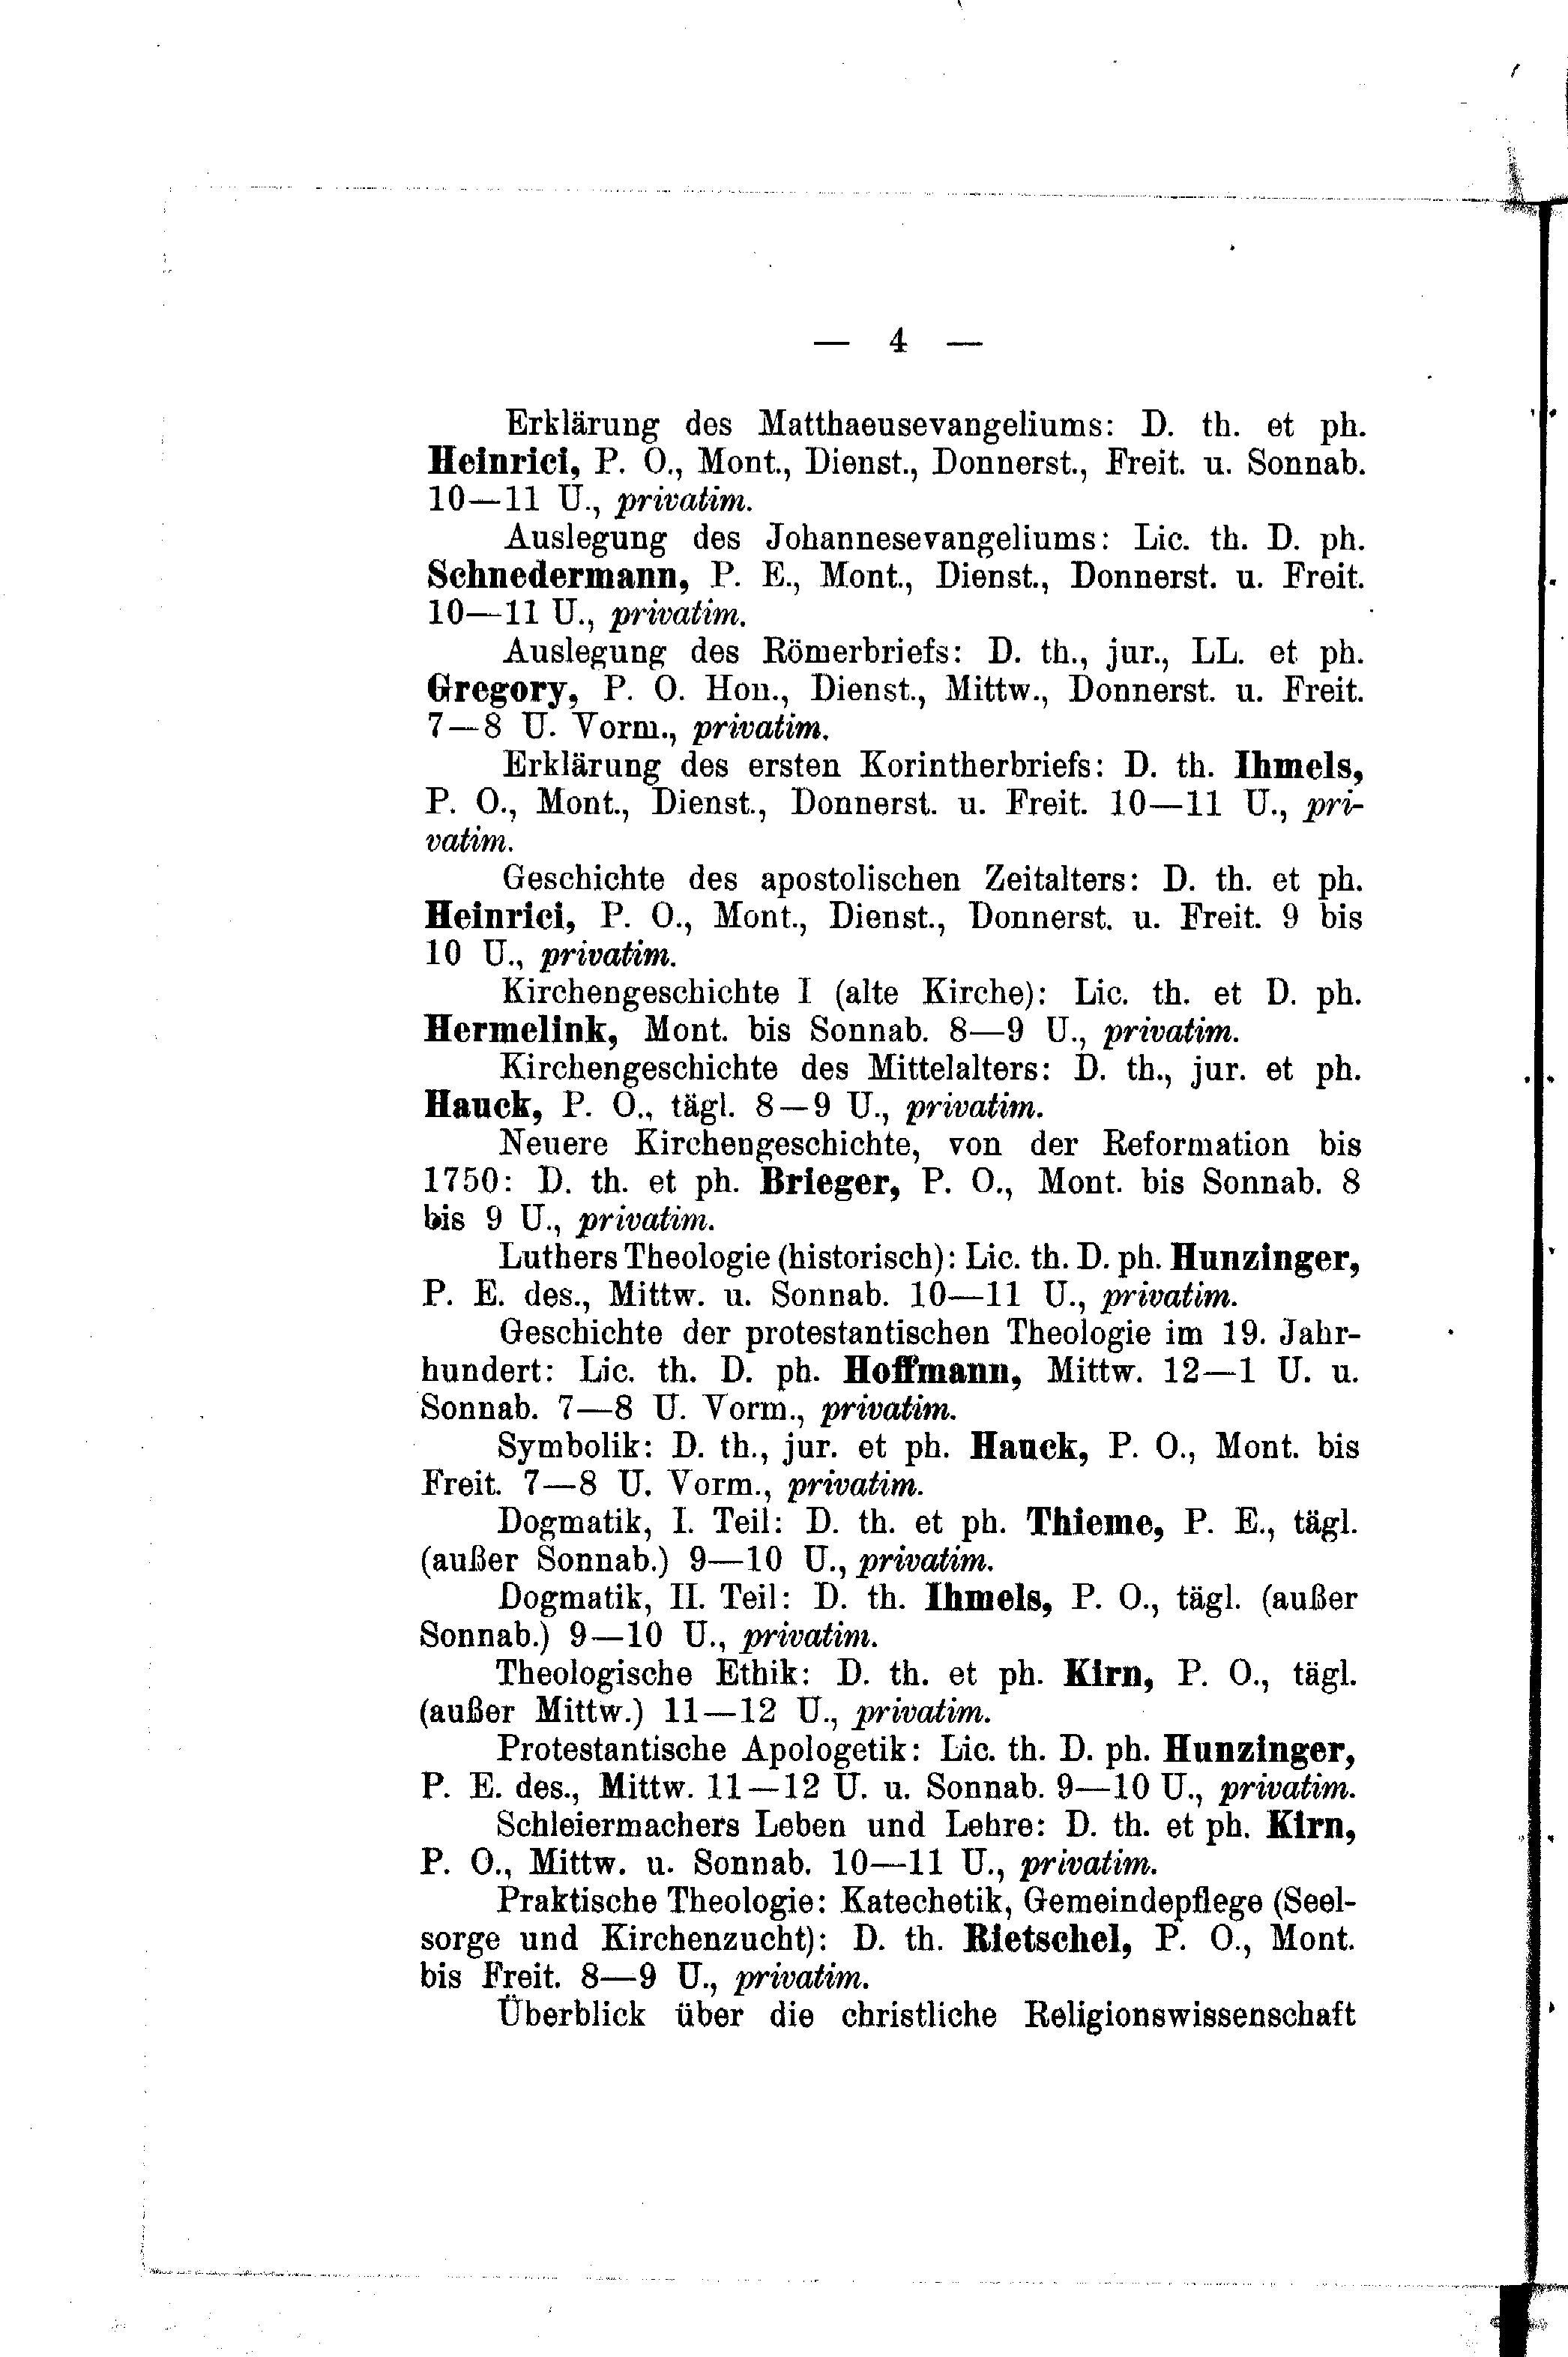 — 4 —
Erklärung des Matthaeusevangeliums: D. th. et ph.
Heinrici, P. O., Mont., Dienst., Donnerst., Freit. u. Sonnab.
10—11 U., privatim.
Auslegung des Johannesevangeliums: Lic. th. D. ph.
Schnedermann, P. E., Mont., Dienst., Donnerst. u. Freit.
10—11 U., privatim.
Auslegung des Römerbriefs: D. th., jur., LL. et ph.
Gregory, P. O. Hon., Dienst., Mittw., Donnerst. u. Freit.
7—8 U. Vorm., privatim.
Erklärung des ersten Korintherbriefs: D. th. Ihmels,
P. O., Mont., Dienst., Donnerst. u. Freit. 10—11 U., pri-
vatim.
Geschichte des apostolischen Zeitalters: D. th. et ph.
Heinrici, P. O., Mont., Dienst., Donnerst. u. Freit. 9 bis
10 U., privatim.
Kirchengeschichte I (alte Kirche): Lic. th. et D. ph.
Hermelink, Mont. bis Sonnab. 8—9 U., privatim.
Kirchengeschichte des Mittelalters: D. th., jur. et ph.
Hauck, P. O., tägl. 8—9 U., privatim.
Neuere Kirchengeschichte, von der Reformation bis
1750: D. th. et ph. Brieger, P. O., Mont. bis Sonnab. 8
bis 9 U., privatim.
Luthers Theologie (historisch): Lic. th. D. ph. Hunzinger,
P. E. des., Mittw. u. Sonnab. 10—11 U., privatim.
Geschichte der protestantischen Theologie im 19. Jahr-
hundert: Lic. th. D. ph. Hoffmann, Mittw. 12—1 U. u.
Sonnab. 7—8 U. Vorm., privatim.
Symbolik: D. th., jur. et ph. Hauck, P. O., Mont. bis
Freit. 7—8 U. Vorm., privatim.
Dogmatik, I. Teil: D. th. et ph. Thieme, P. E., tägl.
(außer Sonnab.) 9—10 U., privatim.
Dogmatik, II. Teil: D. th. Ihmels, P. O., tägl. (außer
Sonnab.) 9—10 U., privatim.
Theologische Ethik: D. th. et ph. Kirn, P. O., tägl.
(außer Mittw.) 11—12 U., privatim.
Protestantische Apologetik: Lic. th. D. ph. Hunzinger,
P. E. des., Mittw. 11—12 U. u. Sonnab. 9—10 U., privatim.
Schleiermachers Leben und Lehre: D. th. et ph. Kirn,
P. O., Mittw. u. Sonnab. 10—11 U., privatim.
Praktische Theologie: Katechetik, Gemeindepflege (Seel-
sorge und Kirchenzucht): D. th. Rietschel, P. O., Mont.
bis Freit. 8—9 U., privatim.
Überblick über die christliche Religionswissenschaft